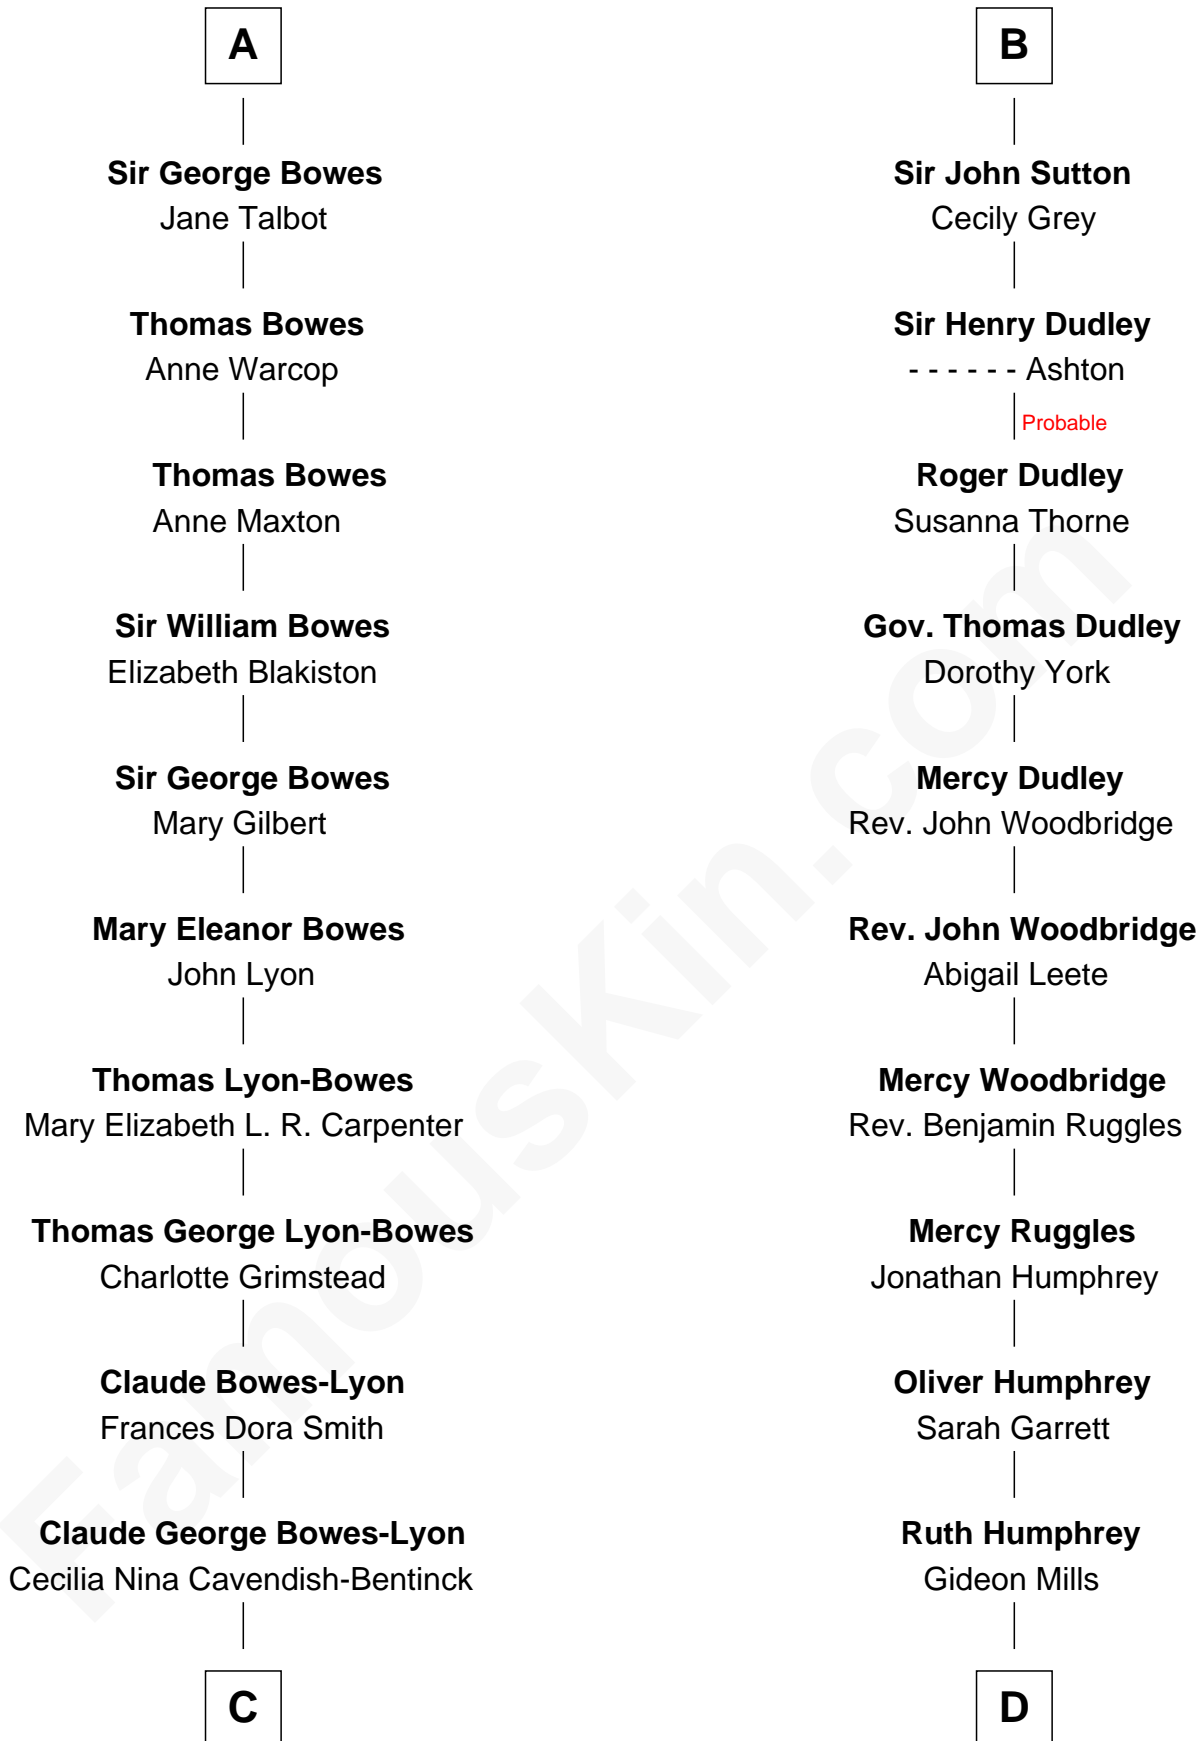 A
Sir George Bowes
Jane Talbot
Thomas Bowes
Anne Warcop
Thomas Bowes
Anne Maxton
Sir William Bowes
Elizabeth Blakiston
Sir George Bowes
Mary Gilbert
Mary Eleanor Bowes
John Lyon
Thomas Lyon-Bowes
Mary Elizabeth L. R. Carpenter
Thomas George Lyon-Bowes
Charlotte Grimstead
Claude Bowes-Lyon
Frances Dora Smith
Claude George Bowes-Lyon
Cecilia Nina Cavendish-Bentinck
C
B
Sir John Sutton
Cecily Grey
Sir Henry Dudley
- - - - - - Ashton
Probable
Roger Dudley
Susanna Thorne
Gov. Thomas Dudley
Dorothy York
Mercy Dudley
Rev. John Woodbridge
Rev. John Woodbridge
Abigail Leete
Mercy Woodbridge
Rev. Benjamin Ruggles
Mercy Ruggles
Jonathan Humphrey
Oliver Humphrey
Sarah Garrett
Ruth Humphrey
Gideon Mills
D
FamousKin.com